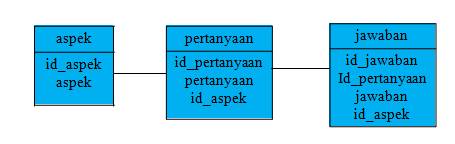 aspek
id_aspek
aspek
pertanyaan
id_pertanyaan
pertanyaan
id_aspek
jawaban
id_jawaban
Id_pertanyaan
jawaban
id_aspek